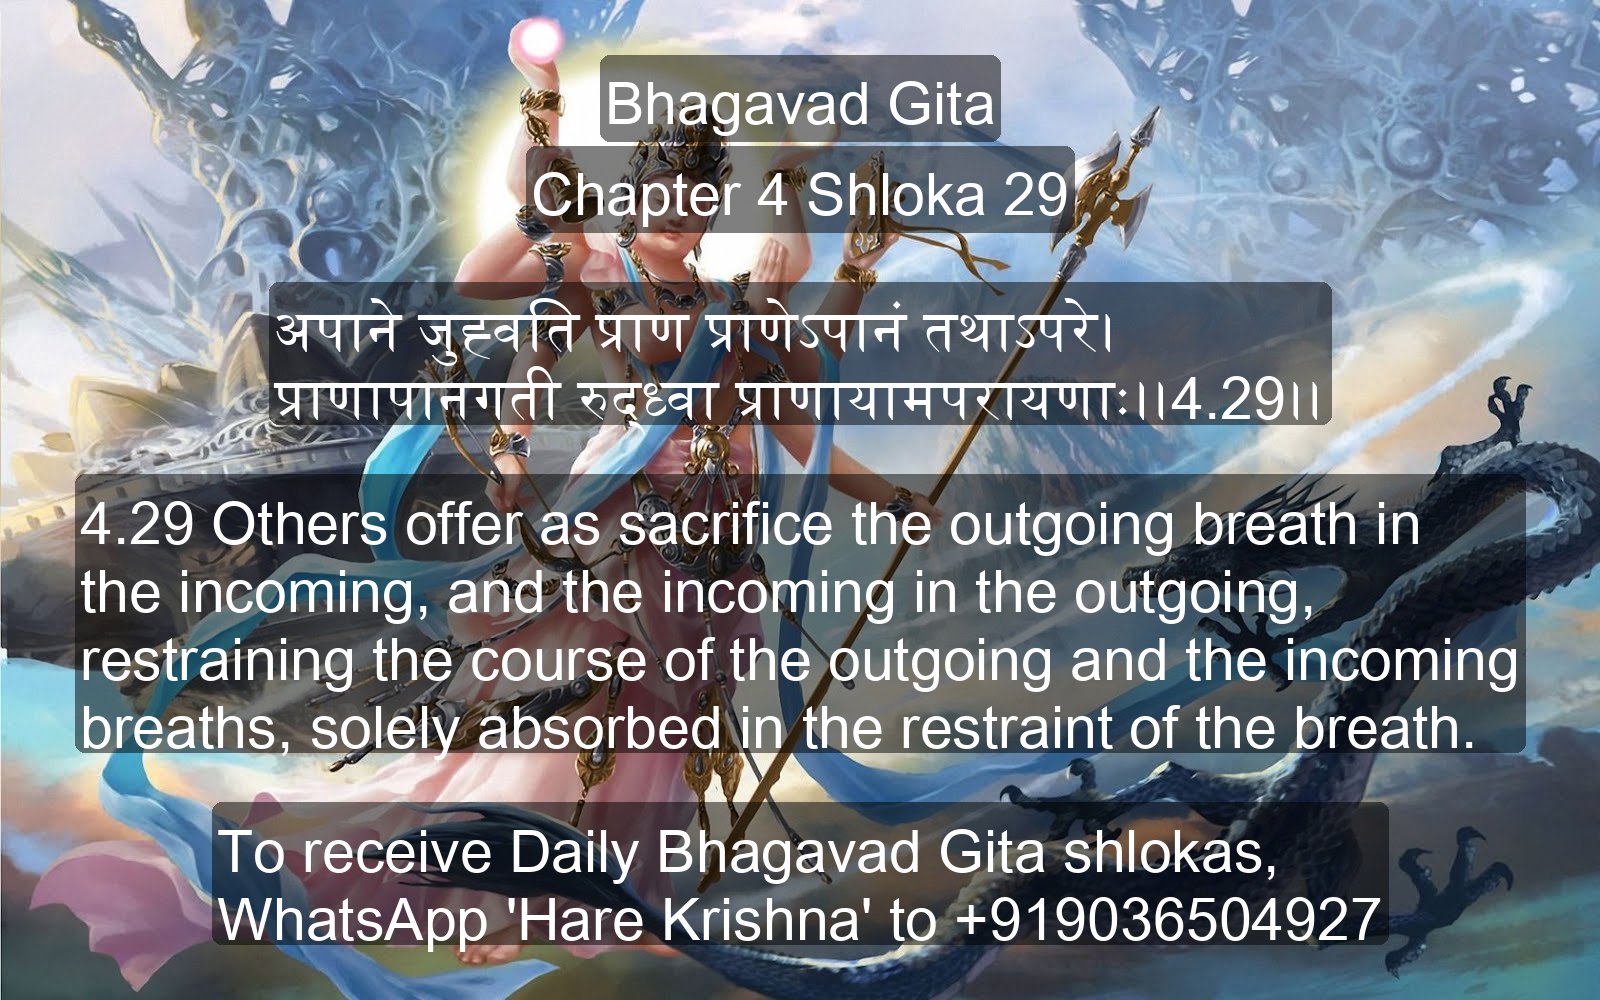 Bhagavad Gita
Chapter 4 Shloka 29
अपाने जुह्वति प्राण प्राणेऽपानं तथाऽपरे।
प्राणापानगती रुद्ध्वा प्राणायामपरायणाः।।4.29।।
4.29 Others offer as sacrifice the outgoing breath in
the incoming, and the incoming in the outgoing,
restraining the course of the outgoing and the incoming
breaths, solely absorbed in the restraint of the breath.
To receive Daily Bhagavad Gita shlokas,
WhatsApp 'Hare Krishna' to +919036504927